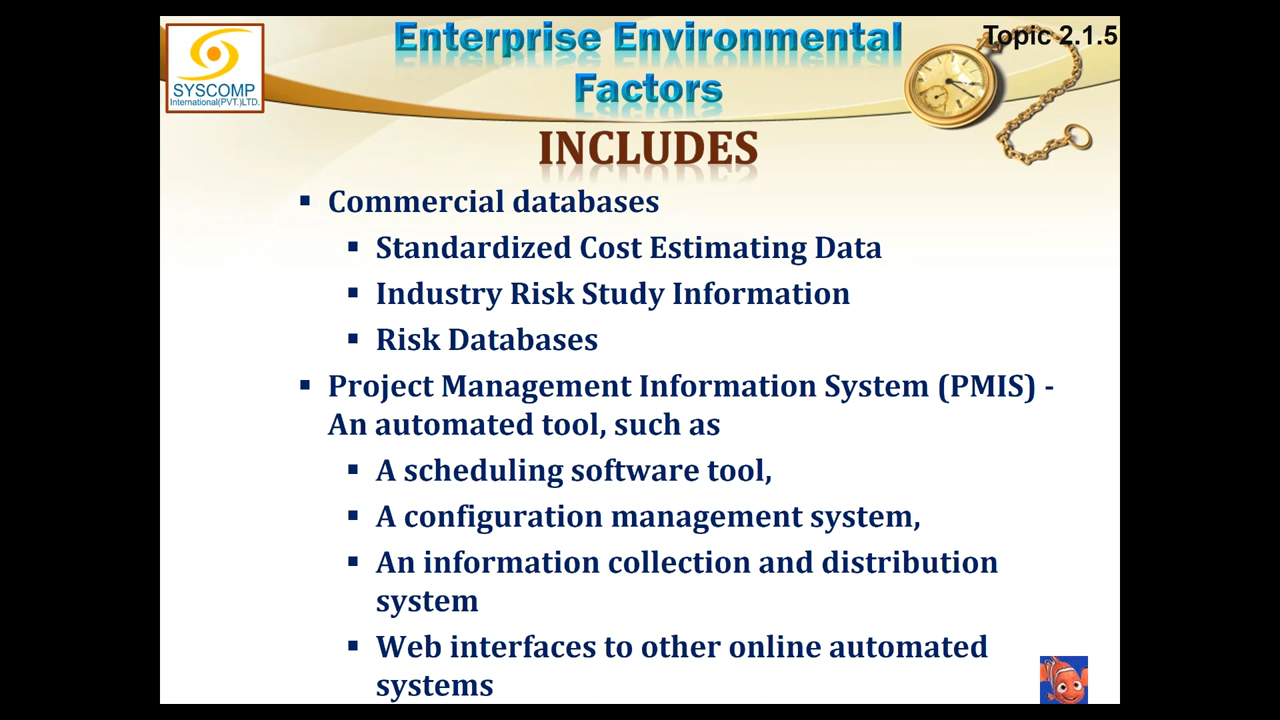 Enterprise Environmental
Topic 2.1.5
Factors
SYSCOMP
International(PVT.)LTD.
INCLUDES
▪ Commercial databases
▪ Standardized Cost Estimating Data
▪ Industry Risk Study Information
▪ Risk Databases
▪ Project Management Information System (PMIS) -
An automated tool, such as
▪ A scheduling software tool,
▪ A configuration management system,
▪ An information collection and distribution
system
▪ Web interfaces to other online automated
systems